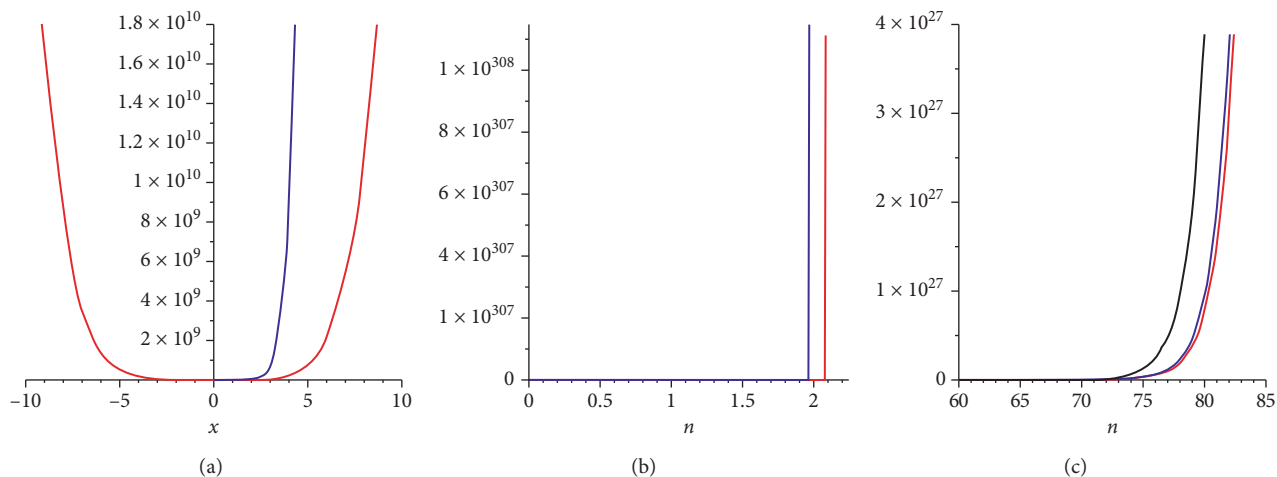 1.8 × 10^10
1.6 × 10^10
1.4 × 10^10
1.2 × 10^10
1 × 10^10
8 × 10^9
6 × 10^9
4 × 10^9
2 × 10^9
−10 −5 0 5 10
x
(a)
1 × 10^308
8 × 10^307
6 × 10^307
4 × 10^307
1 × 10^307
0
0 0.5 1 1.5 2
n
(b)
4 × 10^27
3 × 10^27
2 × 10^27
1 × 10^27
0
60 65 70 75 80 85
n
(c)